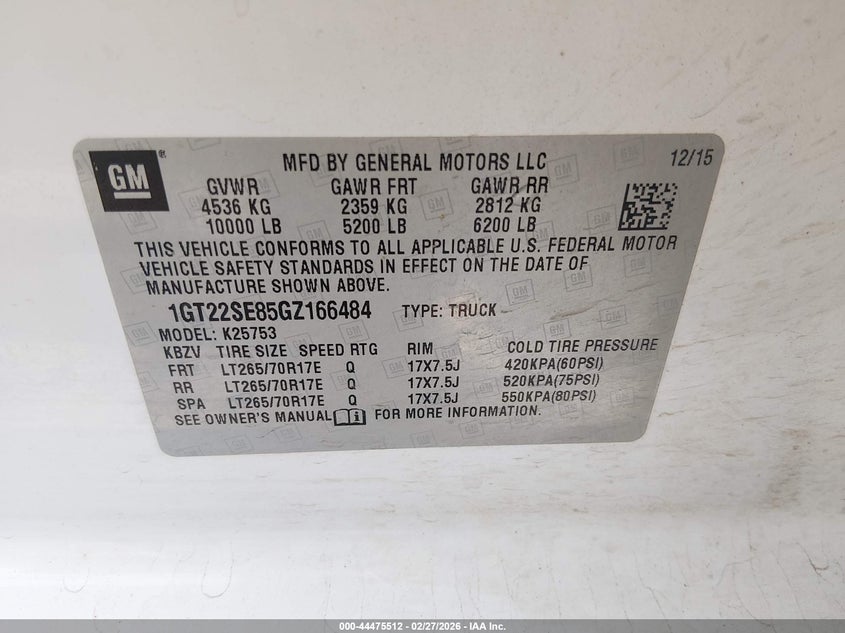 GM ®
MFD BY GENERAL MOTORS LLC
12/15
GVWR GAWR FRT GAWR RR
4536 KG 2359 KG 2812 KG
10000 LB 5200 LB 6200 LB
THIS VEHICLE CONFORMS TO ALL APPLICABLE U.S. FEDERAL MOTOR
VEHICLE SAFETY STANDARDS IN EFFECT ON THE DATE OF
MANUFACTURE SHOWN ABOVE.
1GT22SE85GZ166484 TYPE: TRUCK
MODEL: K25753
KBZV TIRE SIZE SPEED RTG RIM COLD TIRE PRESSURE
FRT LT265/70R17E Q 17X7.5J 420KPA(60PSI)
RR LT265/70R17E Q 17X7.5J 520KPA(75PSI)
SPA LT265/70R17E Q 17X7.5J 550KPA(80PSI)
SEE OWNER'S MANUAL FOR MORE INFORMATION.
000-44475512 - 02/27/2026 - IAA Inc.